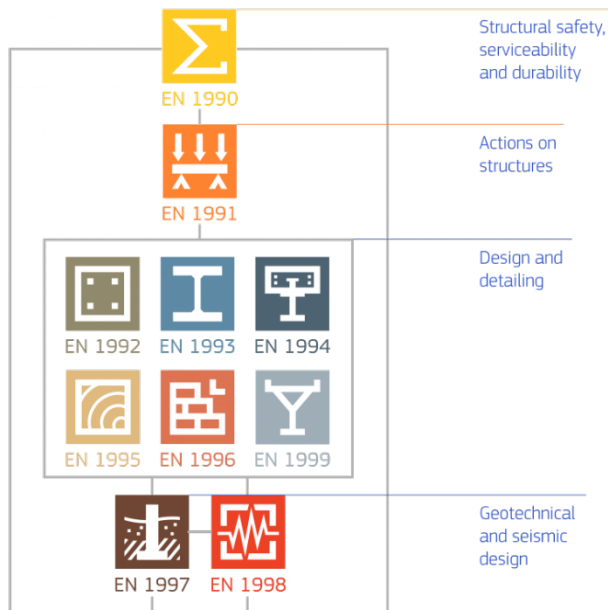 Structural safety,
serviceability
and durability
EN 1990
Actions on
structures
EN 1991
Design and
detailing
EN 1992 EN 1993 EN 1994
EN 1995 EN 1996 EN 1999
Geotechnical
and seismic
design
EN 1997 EN 1998